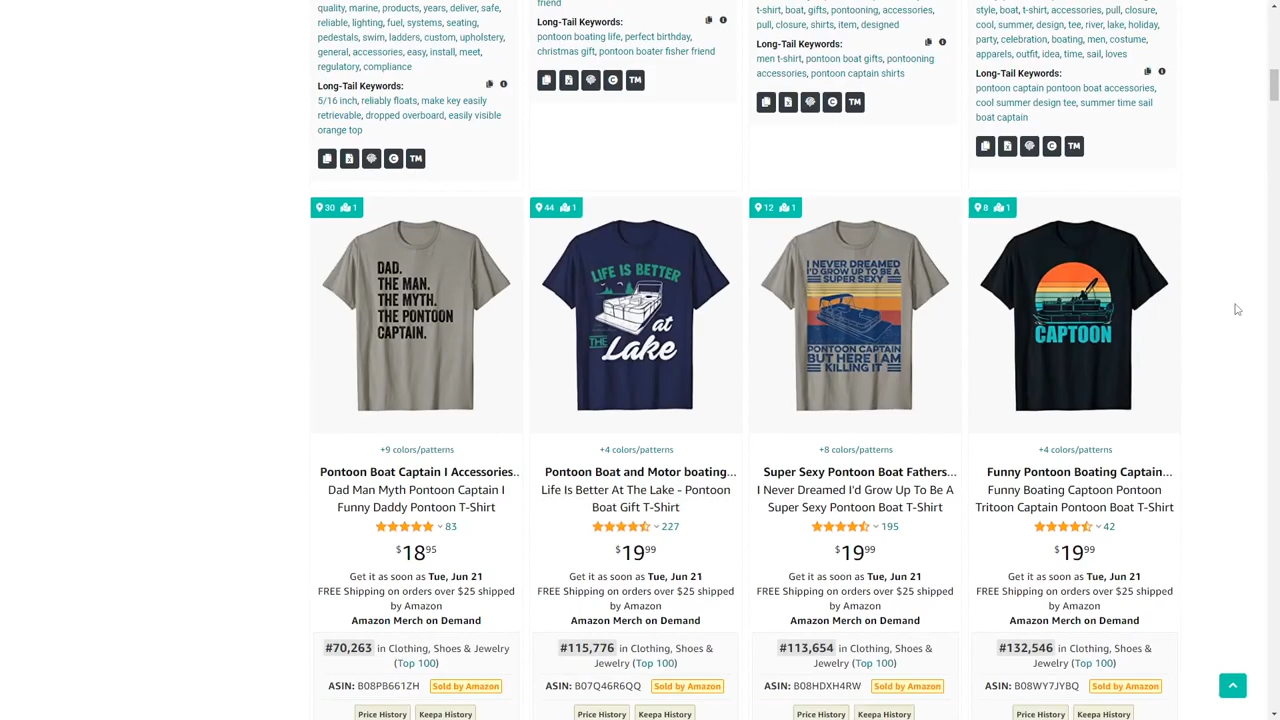 quality, marine, products, years, deliver, safe,
reliable, lighting, fuel, systems, seating,
pedestals, swim, ladders, custom, upholstery,
general, accessories, easy, install, meet,
regulatory, compliance
Long-Tail Keywords:
5/16 inch, reliably floats, make key easily
retrievable, dropped overboard, easily visible
orange top
TM
friend
Long-Tail Keywords:
pontoon boating life, perfect birthday,
christmas gift, pontoon boater fisher friend
TM
t-shirt, boat, gifts, pontooning, accessories,
pull, closure, shirts, item, designed
Long-Tail Keywords:
men t-shirt, pontoon boat gifts, pontooning
accessories, pontoon captain shirts
TM
style, boat, t-shirt, accessories, pull, closure,
cool, summer, design, tee, river, lake, holiday,
party, celebration, boating, men, costume,
apparels, outfit, idea, time, sail, loves
Long-Tail Keywords:
pontoon captain pontoon boat accessories,
cool summer design tee, summer time sail
boat captain
TM
30 1
DAD.
THE MAN.
THE MYTH.
THE PONTOON
CAPTAIN.
+9 colors/patterns
Pontoon Boat Captain I Accessories..
Dad Man Myth Pontoon Captain I
Funny Daddy Pontoon T-Shirt
83
$18 95
Get it as soon as Tue, Jun 21
FREE Shipping on orders over $25 shipped
by Amazon
Amazon Merch on Demand
#70,263 in Clothing, Shoes & Jewelry
(Top 100)
ASIN: B08PB661ZH Sold by Amazon
Price History Keepa History
44 1
LIFE IS BETTER
at
THE Lake
+4 colors/patterns
Pontoon Boat and Motor boating...
Life Is Better At The Lake - Pontoon
Boat Gift T-Shirt
227
$19 99
Get it as soon as Tue, Jun 21
FREE Shipping on orders over $25 shipped
by Amazon
Amazon Merch on Demand
#115,776 in Clothing, Shoes &
Jewelry (Top 100)
ASIN: B07Q46R6QQ Sold by Amazon
Price History Keepa History
12 1
I NEVER DREAMED
I'D GROW UP TO BE A
SUPER SEXY
PONTOON CAPTAIN
BUT HERE I AM
KILLING IT
+8 colors/patterns
Super Sexy Pontoon Boat Fathers...
I Never Dreamed I'd Grow Up To Be A
Super Sexy Pontoon Boat T-Shirt
195
$19 99
Get it as soon as Tue, Jun 21
FREE Shipping on orders over $25 shipped
by Amazon
Amazon Merch on Demand
#113,654 in Clothing, Shoes &
Jewelry (Top 100)
ASIN: B08HDXH4RW Sold by Amazon
Price History Keepa History
8 1
CAPTOON
+4 colors/patterns
Funny Pontoon Boating Captain...
Funny Boating Captoon Pontoon
Tritoon Captain Pontoon Boat T-Shirt
42
$19 99
Get it as soon as Tue, Jun 21
FREE Shipping on orders over $25 shipped
by Amazon
Amazon Merch on Demand
#132,546 in Clothing, Shoes &
Jewelry (Top 100)
ASIN: B08WY7JYBQ Sold by Amazon
Price History Keepa History